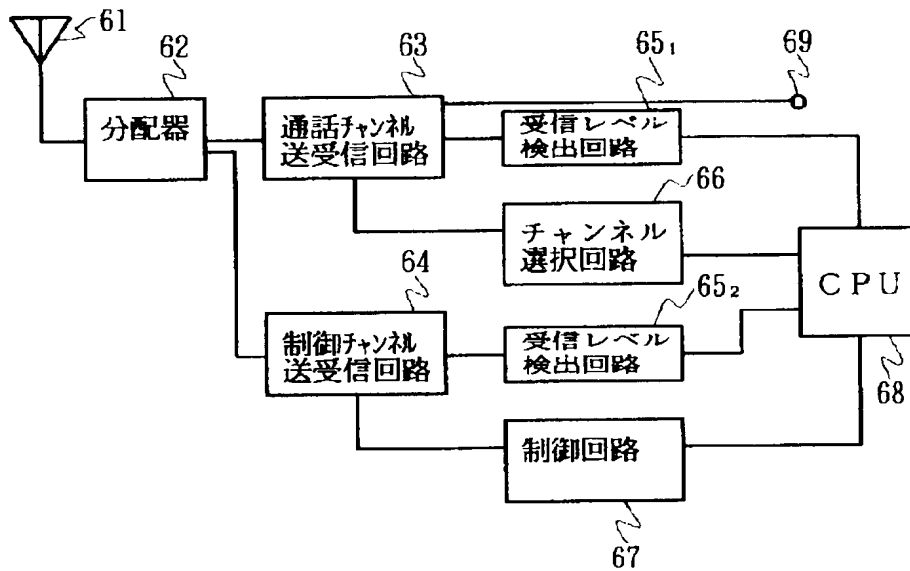 61
62
63
65₁
69
分配器
通話チャンネル
送受信回路
受信レベル
検出回路
66
チャンネル
選択回路
CPU
64
65₂
制御チャンネル
送受信回路
受信レベル
検出回路
68
制御回路
67